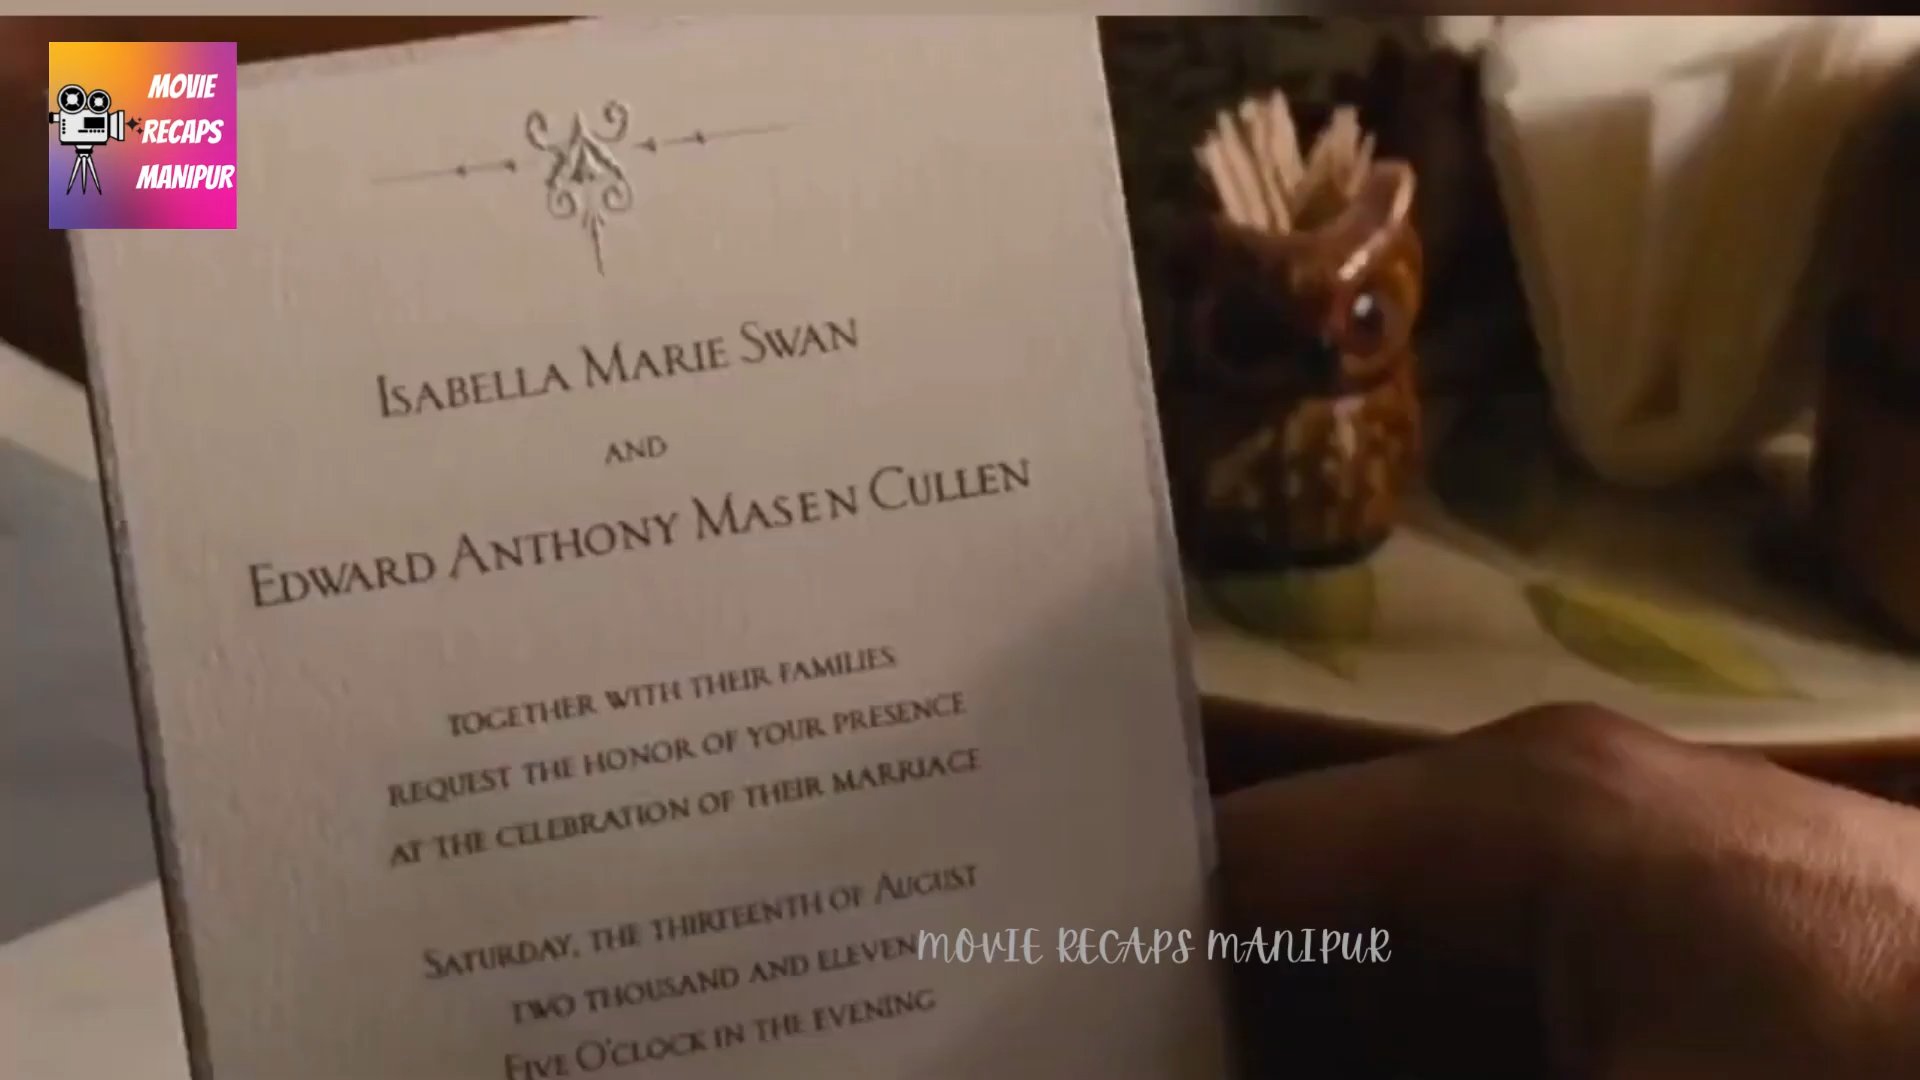 MOVIE
RECAPS
MANIPUR
ISABELLA MARIE SWAN
AND
EDWARD ANTHONY MASEN CULLEN
TOGETHER WITH THEIR FAMILIES
REQUEST THE HONOR OF YOUR PRESENCE
AT THE CELEBRATION OF THEIR MARRIAGE
SATURDAY, THE THIRTEENTH OF AUGUST
TWO THOUSAND AND ELEVEN
FIVE O'CLOCK IN THE EVENING
MOVIE RECAPS MANIPUR